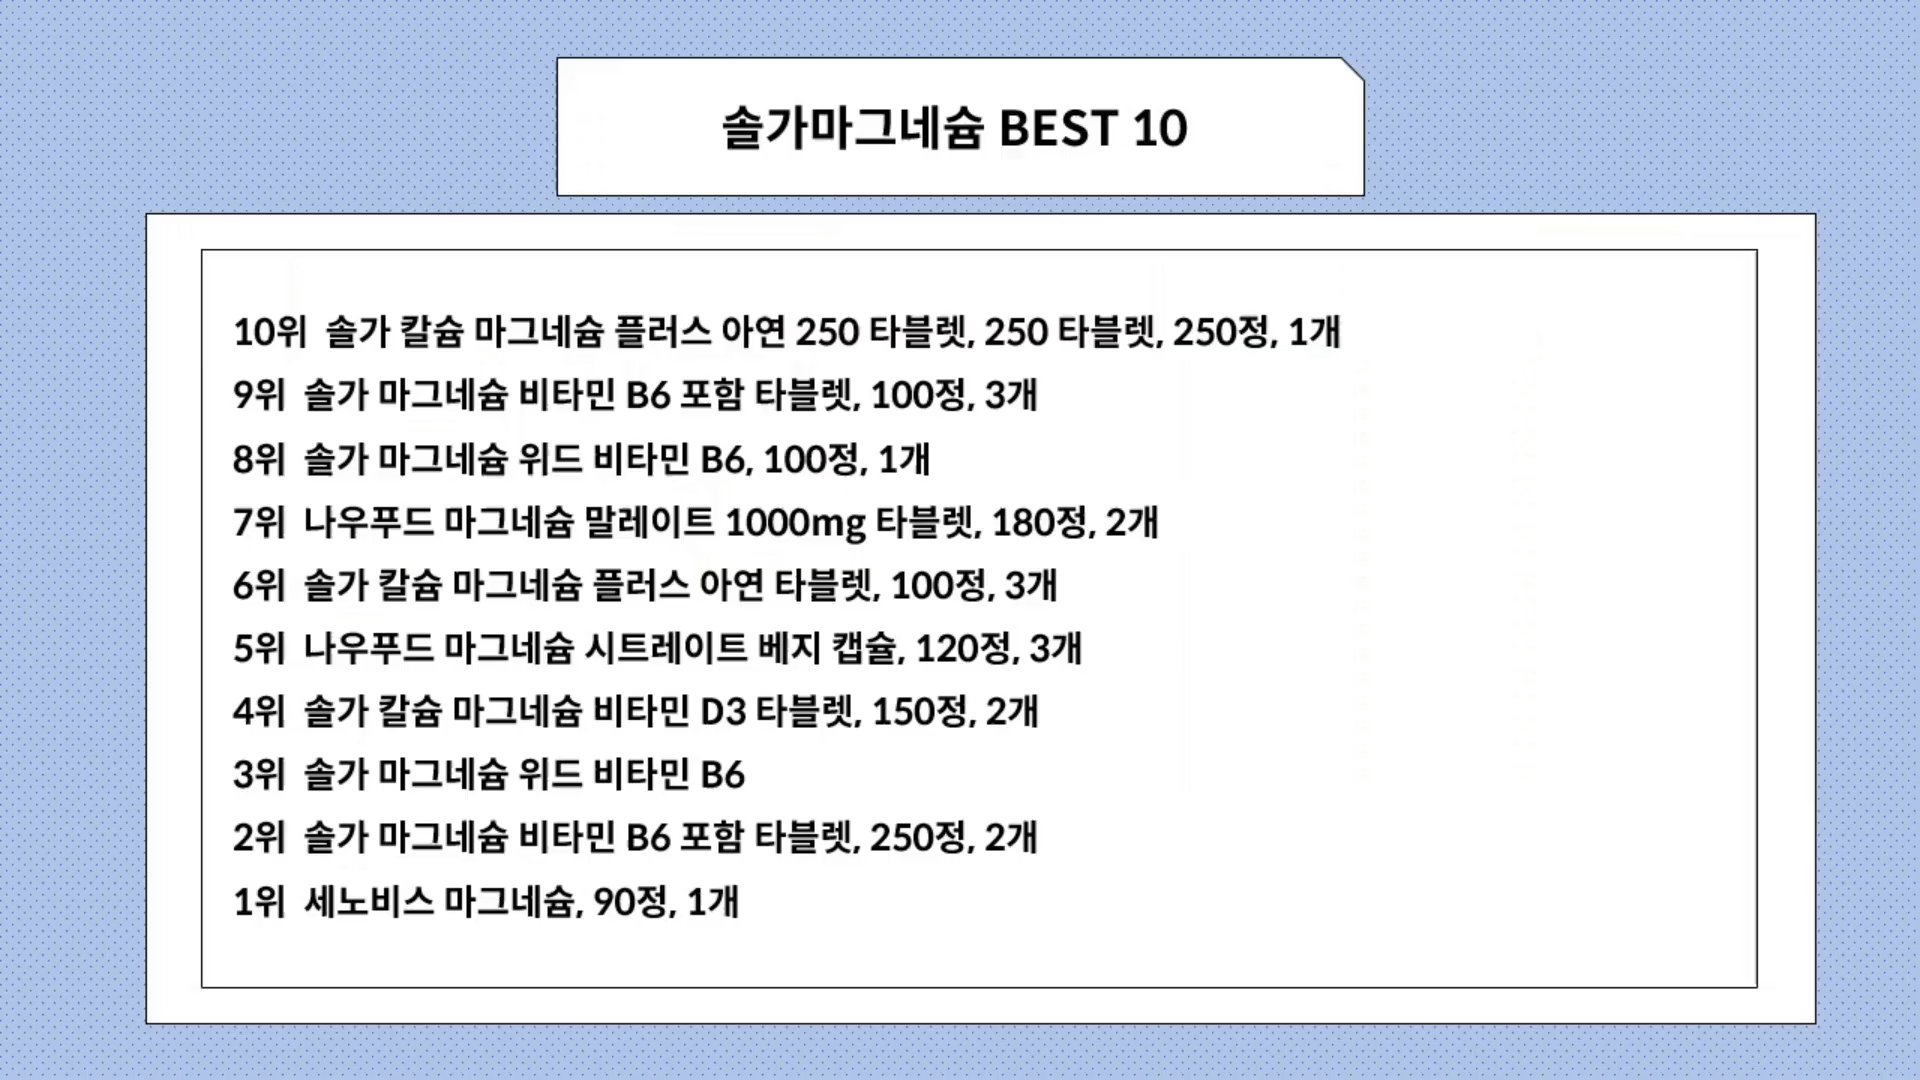 솔가마그네슘 BEST 10
10위 솔가 칼슘 마그네슘 플러스 아연 250 타블렛, 250 타블렛, 250정, 1개
9위 솔가 마그네슘 비타민 B6 포함 타블렛, 100정, 3개
8위 솔가 마그네슘 위드 비타민 B6, 100정, 1개
7위 나우푸드 마그네슘 말레이트 1000mg 타블렛, 180정, 2개
6위 솔가 칼슘 마그네슘 플러스 아연 타블렛, 100정, 3개
5위 나우푸드 마그네슘 시트레이트 베지 캡슐, 120정, 3개
4위 솔가 칼슘 마그네슘 비타민 D3 타블렛, 150정, 2개
3위 솔가 마그네슘 위드 비타민 B6
2위 솔가 마그네슘 비타민 B6 포함 타블렛, 250정, 2개
1위 세노비스 마그네슘, 90정, 1개